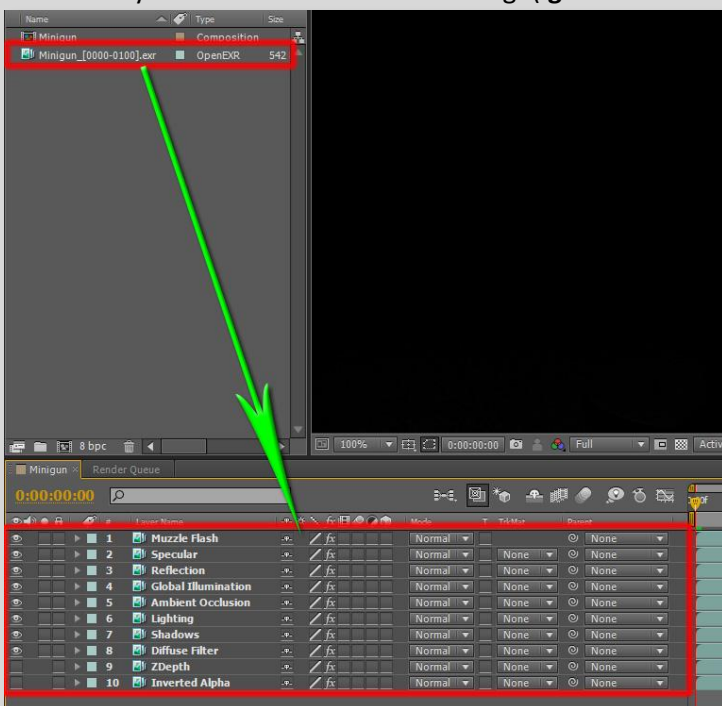 Name Type Size
Minigun Composition
Minigun_[0000-0100].exr OpenEXR 542
8 bpc
100% 0:00:00:00 Full Activ
Minigun × Render Queue
0:00:00:00
# Layer Name Mode T TrkMat Parent
1 Muzzle Flash Normal None
2 Specular Normal None None
3 Reflection Normal None None
4 Global Illumination Normal None None
5 Ambient Occlusion Normal None None
6 Lighting Normal None None
7 Shadows Normal None None
8 Diffuse Filter Normal None None
9 ZDepth Normal None None
10 Inverted Alpha Normal None None